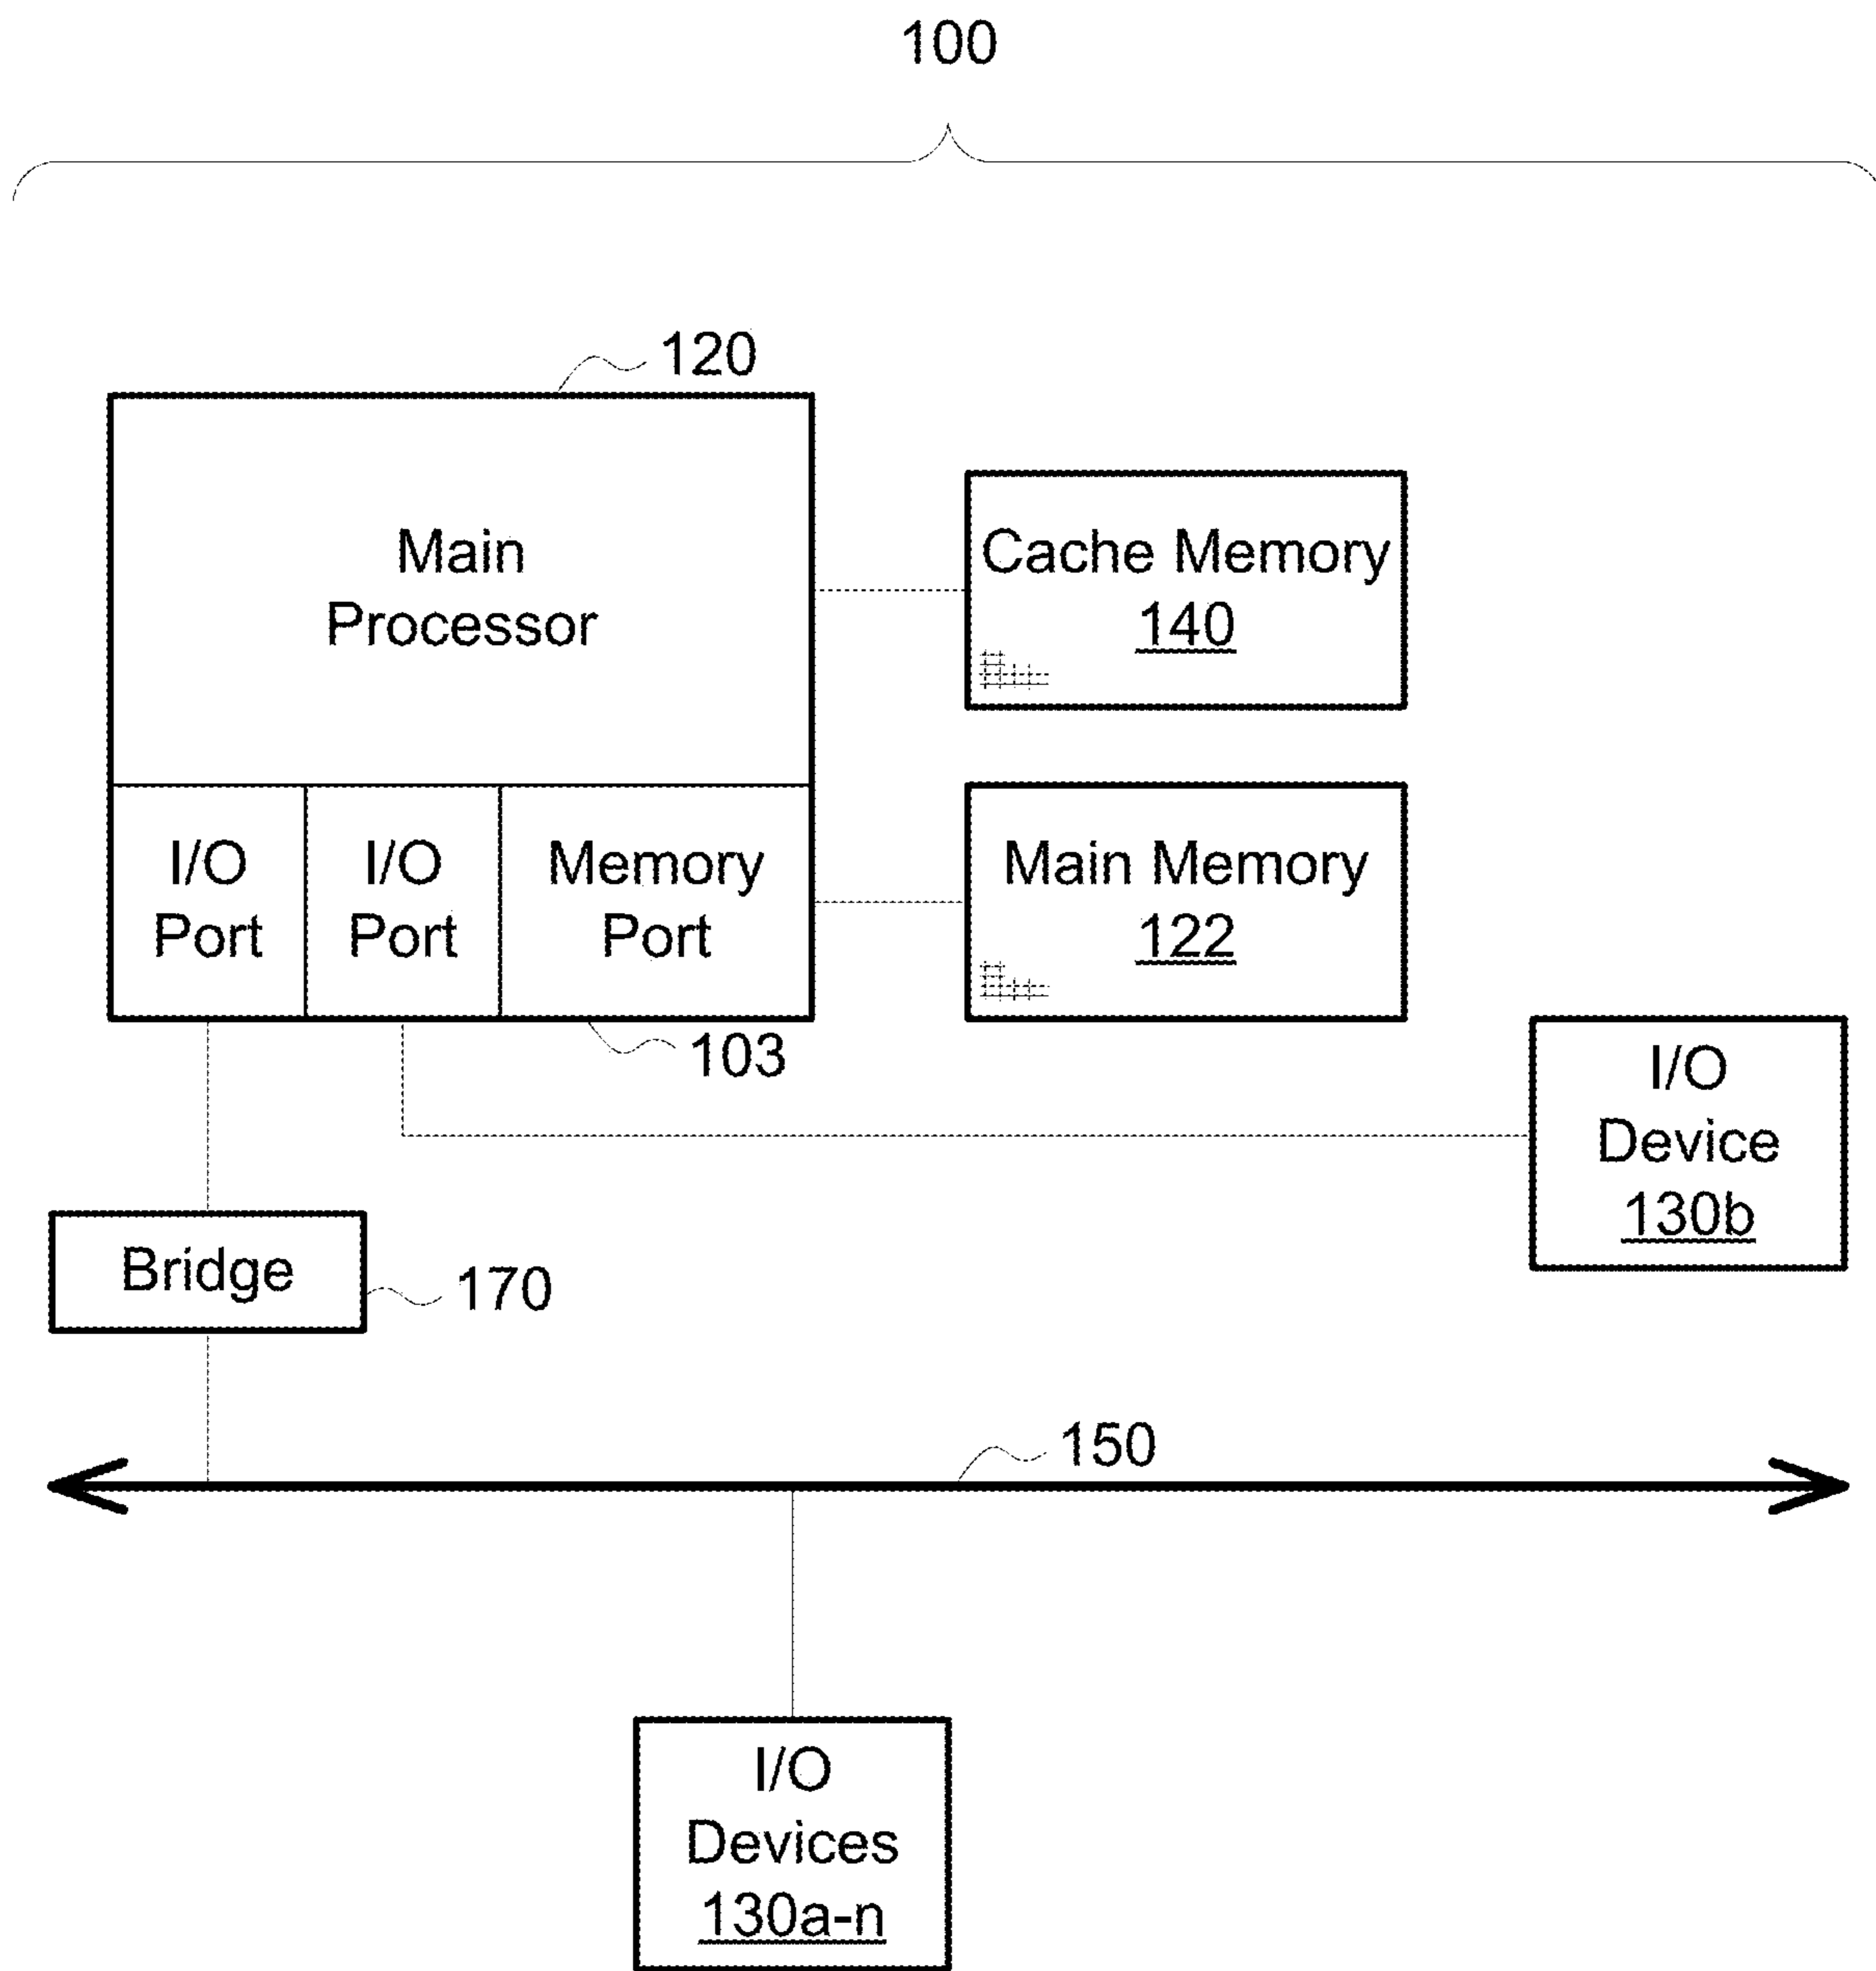 100
120
Main
Processor
Cache Memory
140
I/O
Port
I/O
Port
Memory
Port
Main Memory
122
103
I/O
Device
130b
Bridge
170
150
I/O
Devices
130a-n